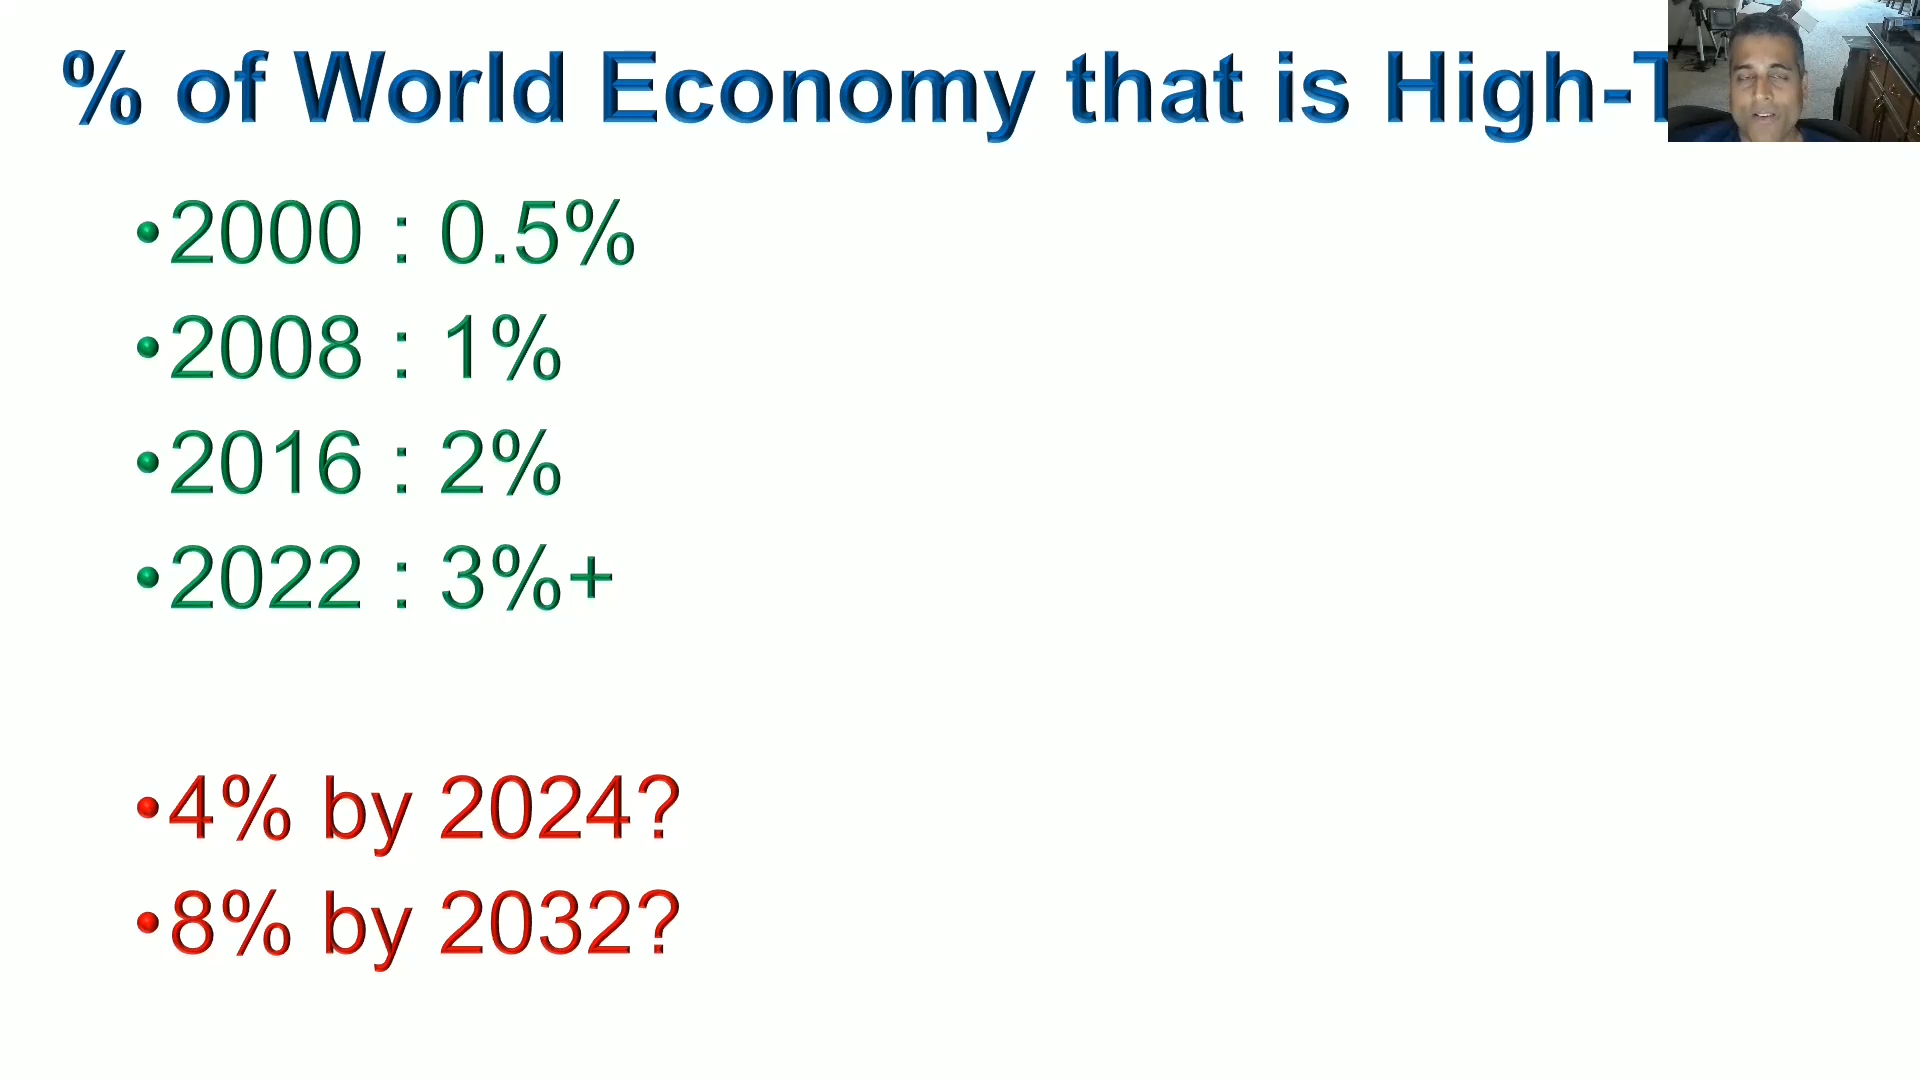 % of World Economy that is High-T
•2000 : 0.5%
•2008 : 1%
•2016 : 2%
•2022 : 3%+
•4% by 2024?
•8% by 2032?